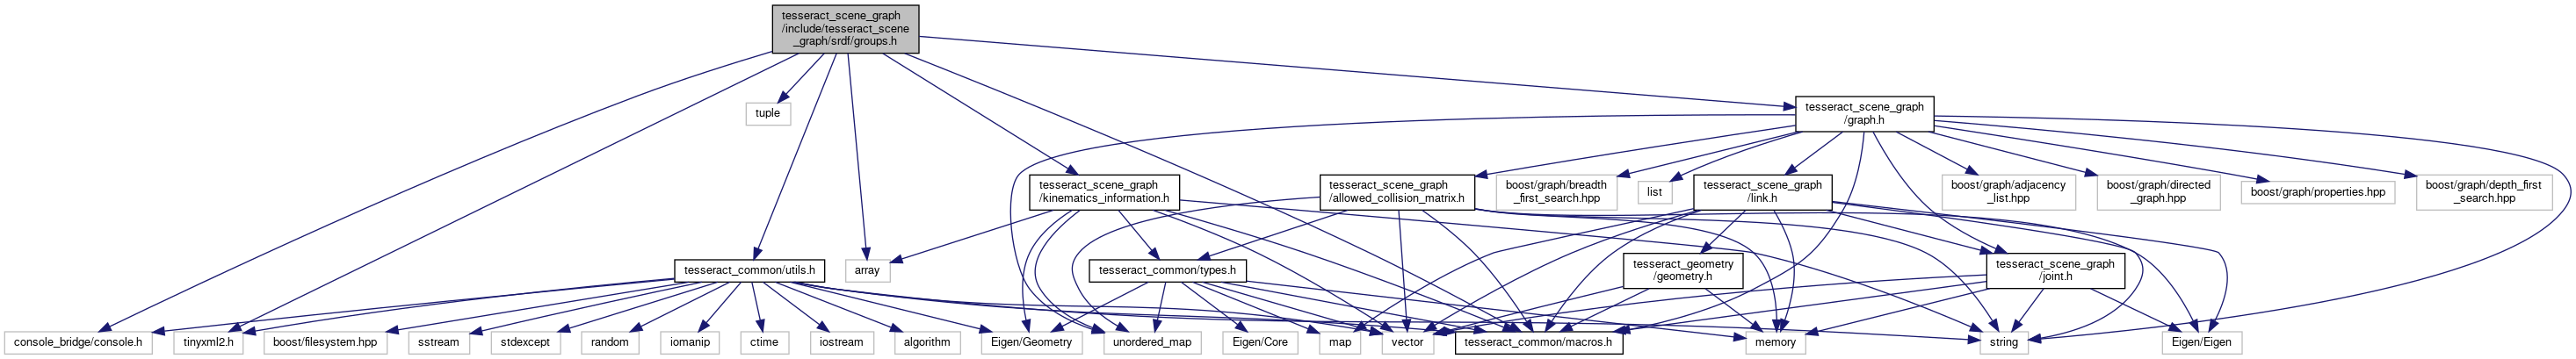 tesseract_scene_graph
/include/tesseract_scene
_graph/srdf/groups.h
tuple
tesseract_scene_graph
/graph.h
tesseract_scene_graph
/kinematics_information.h
tesseract_scene_graph
/allowed_collision_matrix.h
boost/graph/breadth
_first_search.hpp
list
tesseract_scene_graph
/link.h
boost/graph/adjacency
_list.hpp
boost/graph/directed
_graph.hpp
boost/graph/properties.hpp
boost/graph/depth_first
_search.hpp
tesseract_common/utils.h
array
tesseract_common/types.h
tesseract_geometry
/geometry.h
tesseract_scene_graph
/joint.h
console_bridge/console.h
tinyxml2.h
boost/filesystem.hpp
sstream
stdexcept
random
iomanip
ctime
iostream
algorithm
Eigen/Geometry
unordered_map
Eigen/Core
map
vector
tesseract_common/macros.h
memory
string
Eigen/Eigen